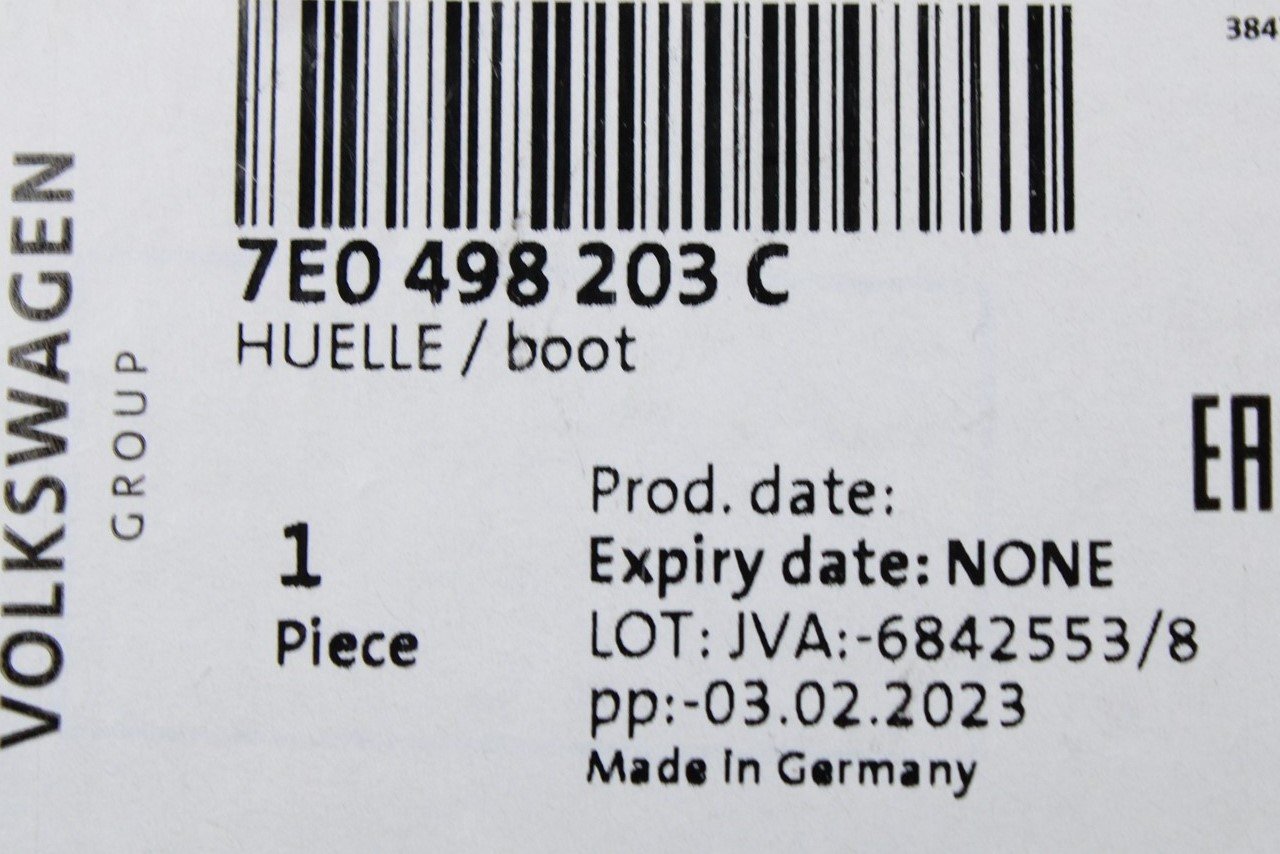 384
7E0 498 203 C
HUELLE / boot
VOLKSWAGEN
GROUP
EA
1
Piece
Prod. date:
Expiry date: NONE
LOT: JVA:-6842553/8
pp:-03.02.2023
Made in Germany